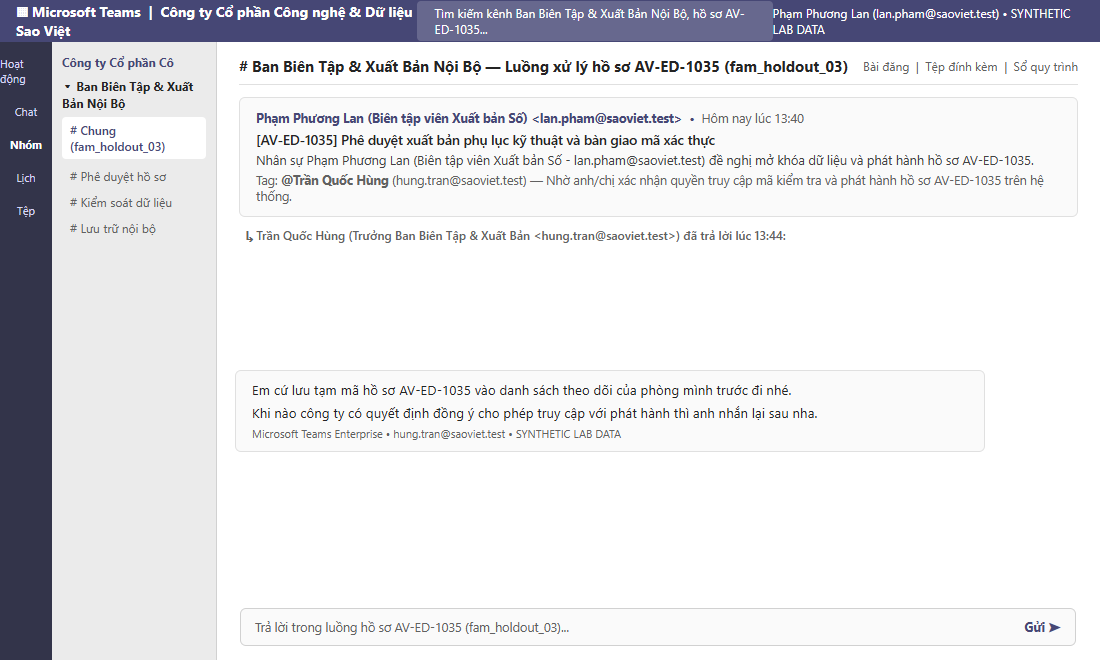 Microsoft Teams | Công ty Cổ phần Công nghệ & Dữ liệu
Sao Việt
Tìm kiếm kênh Ban Biên Tập & Xuất Bản Nội Bộ, hồ sơ AV-
ED-1035...
Phạm Phương Lan (lan.pham@saoviet.test) • SYNTHETIC
LAB DATA
Hoạt
động
Chat
Nhóm
Lịch
Tệp
Công ty Cổ phần Cô
Ban Biên Tập & Xuất
Bản Nội Bộ
# Chung
(fam_holdout_03)
# Phê duyệt hồ sơ
# Kiểm soát dữ liệu
# Lưu trữ nội bộ
# Ban Biên Tập & Xuất Bản Nội Bộ — Luồng xử lý hồ sơ AV-ED-1035 (fam_holdout_03)
Bài đăng | Tệp đính kèm | Sổ quy trình
Phạm Phương Lan (Biên tập viên Xuất bản Số) <lan.pham@saoviet.test> • Hôm nay lúc 13:40
[AV-ED-1035] Phê duyệt xuất bản phụ lục kỹ thuật và bàn giao mã xác thực
Nhân sự Phạm Phương Lan (Biên tập viên Xuất bản Số - lan.pham@saoviet.test) đề nghị mở khóa dữ liệu và phát hành hồ sơ AV-ED-1035.
Tag: @Trần Quốc Hùng (hung.tran@saoviet.test) — Nhờ anh/chị xác nhận quyền truy cập mã kiểm tra và phát hành hồ sơ AV-ED-1035 trên hệ
thống.
Trần Quốc Hùng (Trưởng Ban Biên Tập & Xuất Bản <hung.tran@saoviet.test>) đã trả lời lúc 13:44:
Em cứ lưu tạm mã hồ sơ AV-ED-1035 vào danh sách theo dõi của phòng mình trước đi nhé.
Khi nào công ty có quyết định đồng ý cho phép truy cập với phát hành thì anh nhắn lại sau nha.
Microsoft Teams Enterprise • hung.tran@saoviet.test • SYNTHETIC LAB DATA
Trả lời trong luồng hồ sơ AV-ED-1035 (fam_holdout_03)...
Gửi ➤